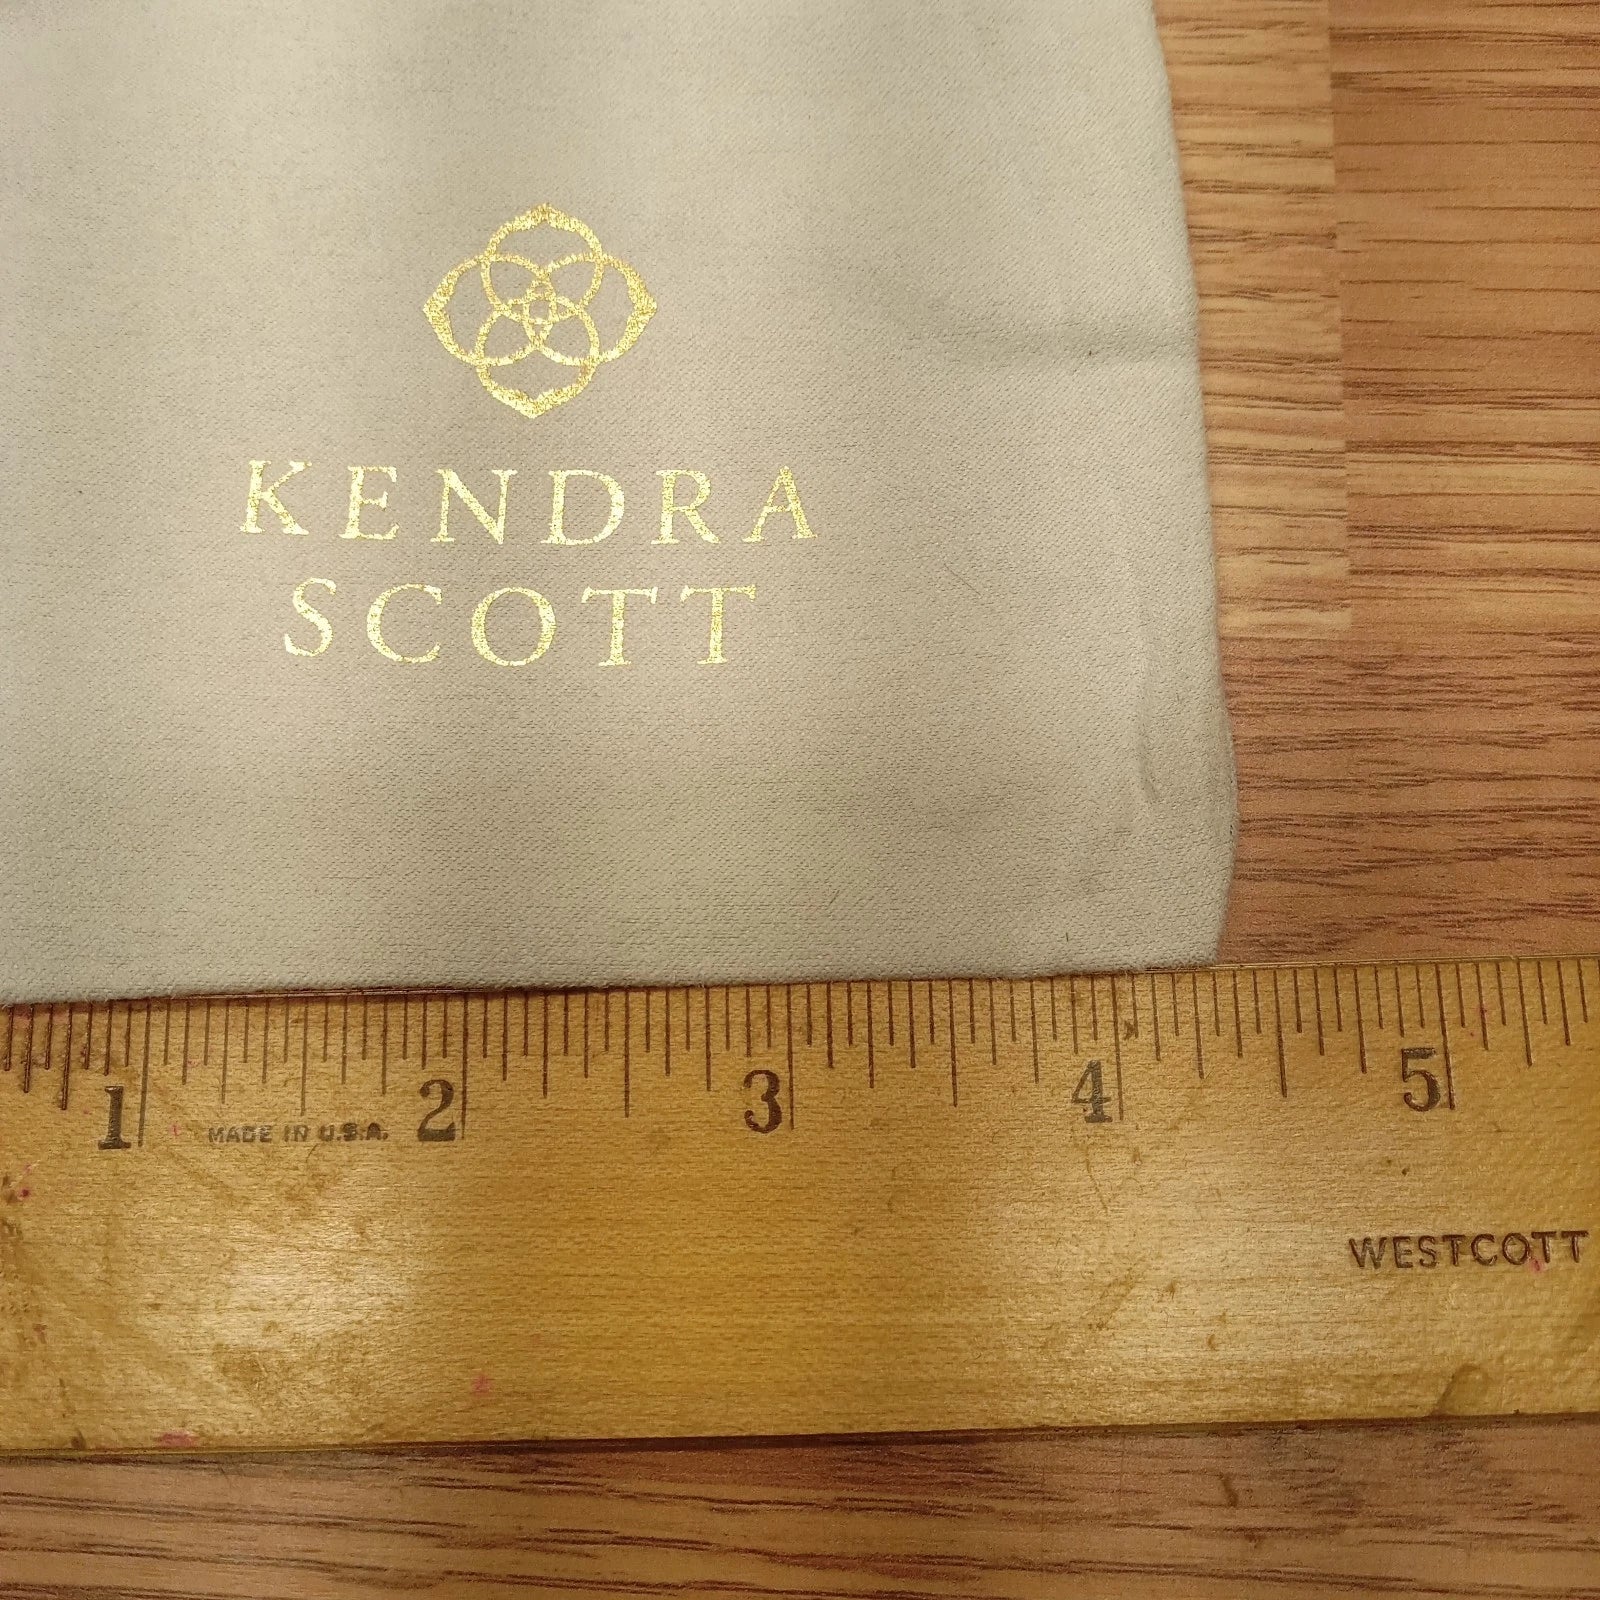 KENDRA
SCOTT
1 2 3 4 5
MADE IN U.S.A.
WESTCOTT